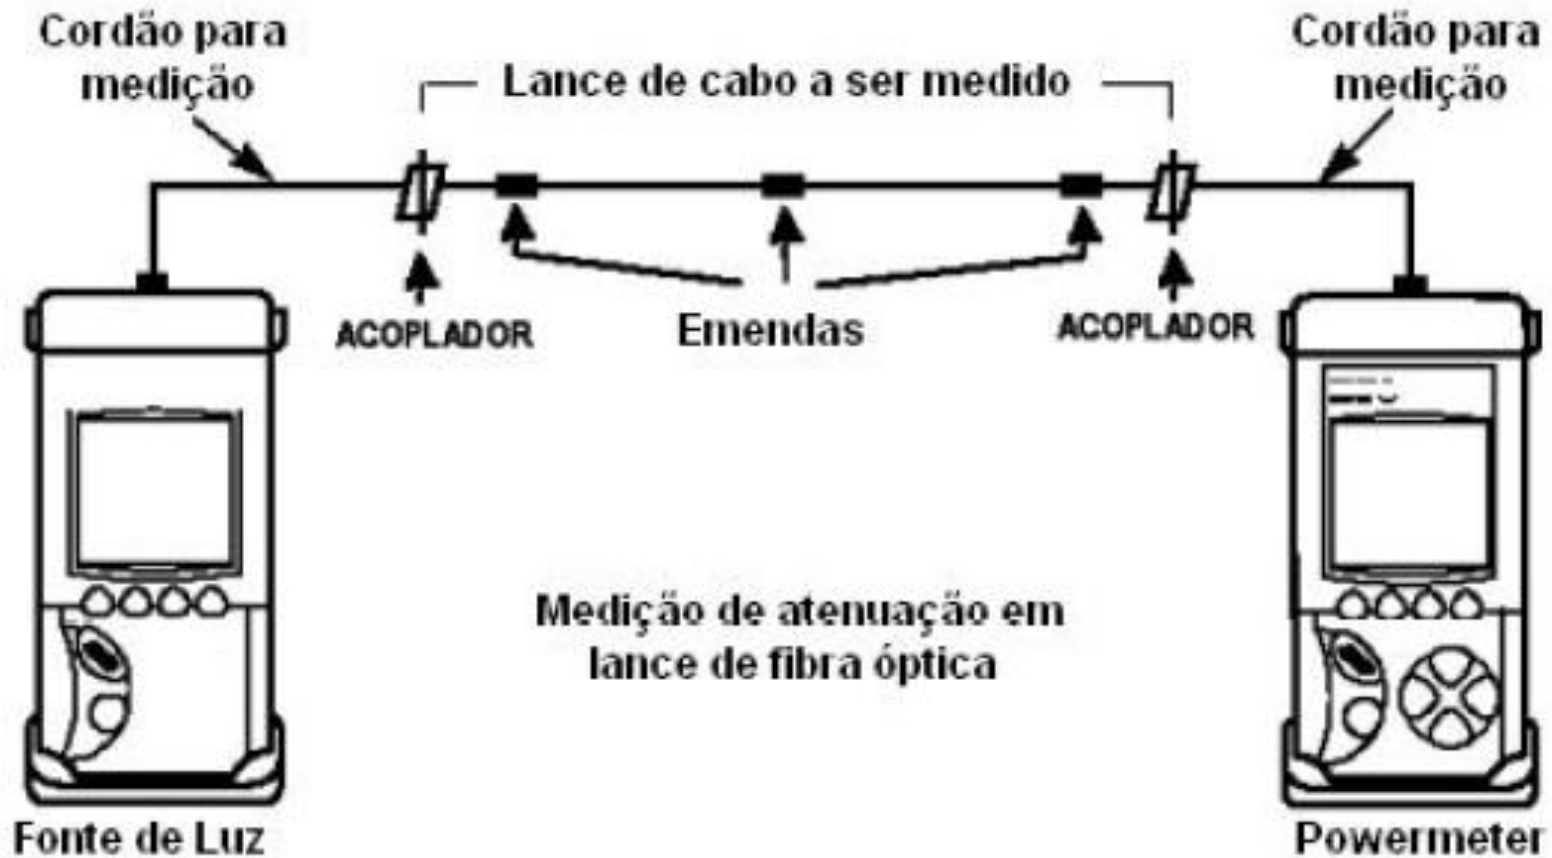 Cordão para
medição
Lance de cabo a ser medido
Cordão para
medição
ACOPLADOR
Emendas
ACOPLADOR
Medição de atenuação em
lance de fibra óptica
Fonte de Luz
Powermeter